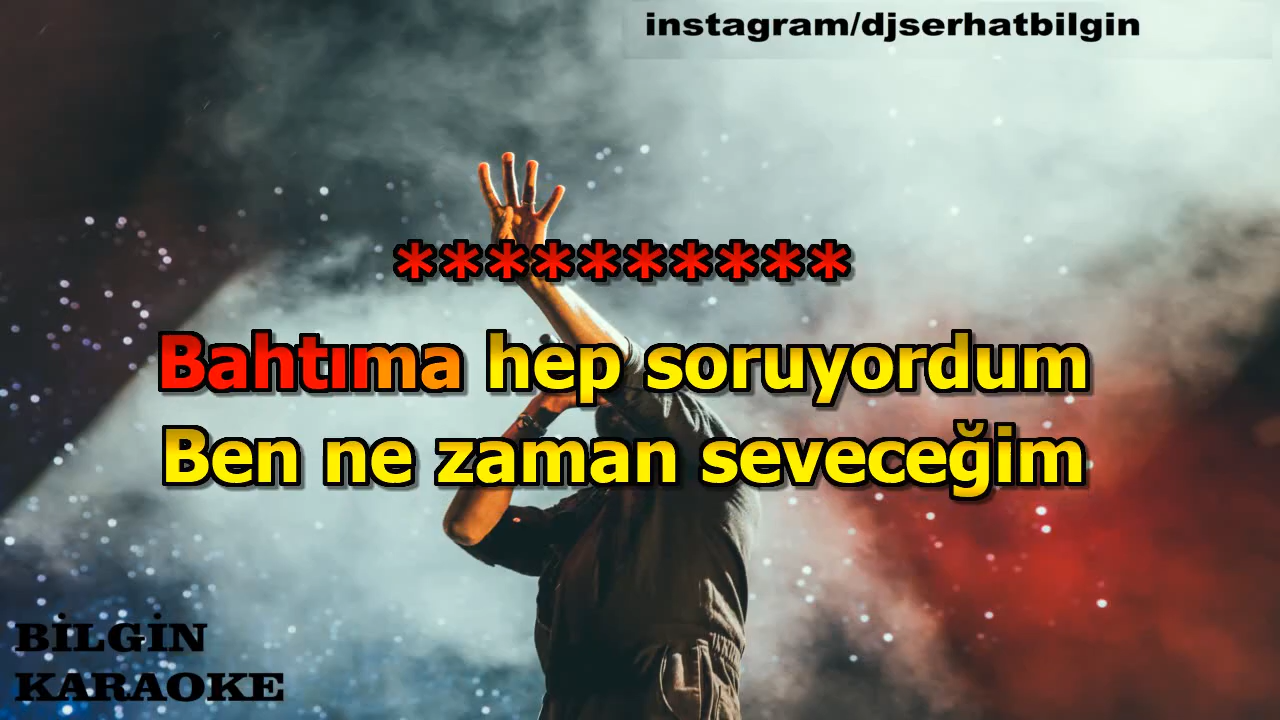 instagram/djserhatbilgin
**********
Bahtıma hep soruyordum
Ben ne zaman seveceğim
BİLGİN
KARAOKE